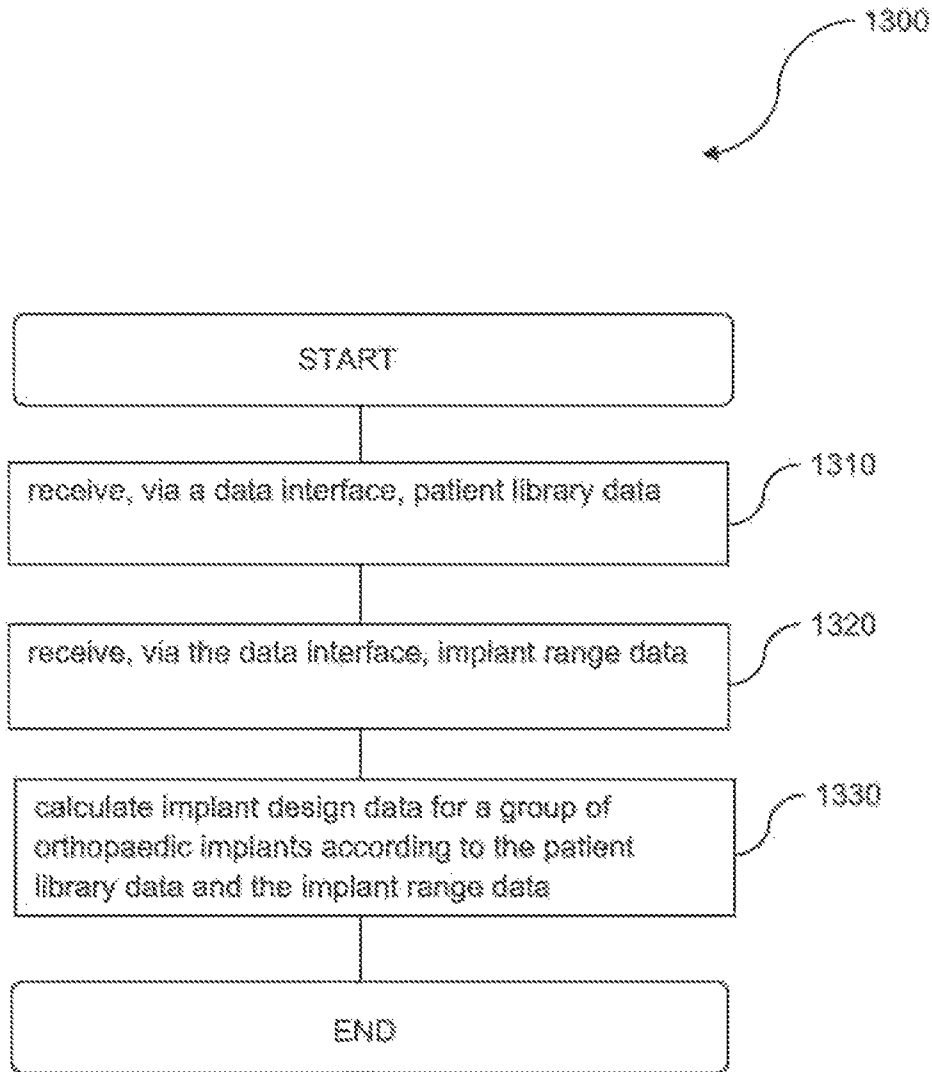 1300
START
receive, via a data interface, patient library data
1310
receive, via the data interface, implant range data
1320
calculate implant design data for a group of
orthopaedic implants according to the patient
library data and the implant range data
1330
END